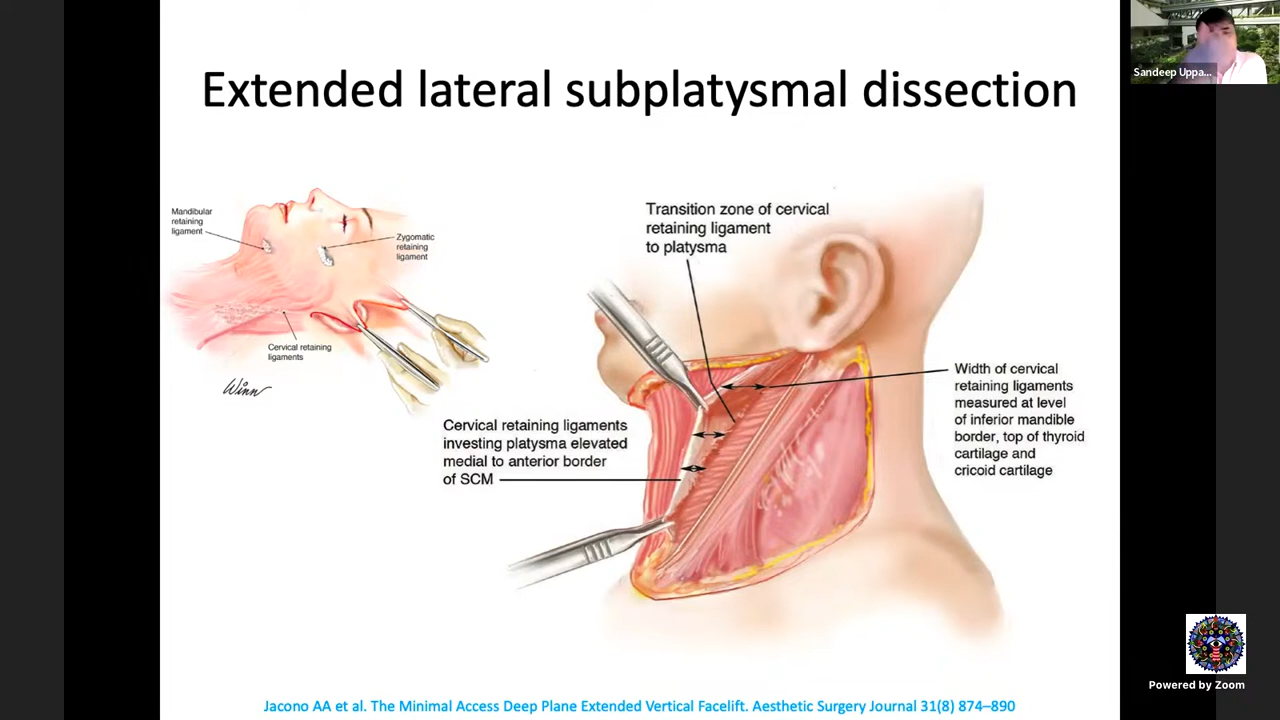 Extended lateral subplatysmal dissection
Sandeep Uppa...
Mandibular
retaining
ligament
Zygomatic
retaining
ligament
Cervical retaining
ligaments
Winn
Transition zone of cervical
retaining ligament
to platysma
Cervical retaining ligaments
investing platysma elevated
medial to anterior border
of SCM
Width of cervical
retaining ligaments
measured at level
of inferior mandible
border, top of thyroid
cartilage and
cricoid cartilage
Jacono AA et al. The Minimal Access Deep Plane Extended Vertical Facelift. Aesthetic Surgery Journal 31(8) 874–890
Powered by Zoom